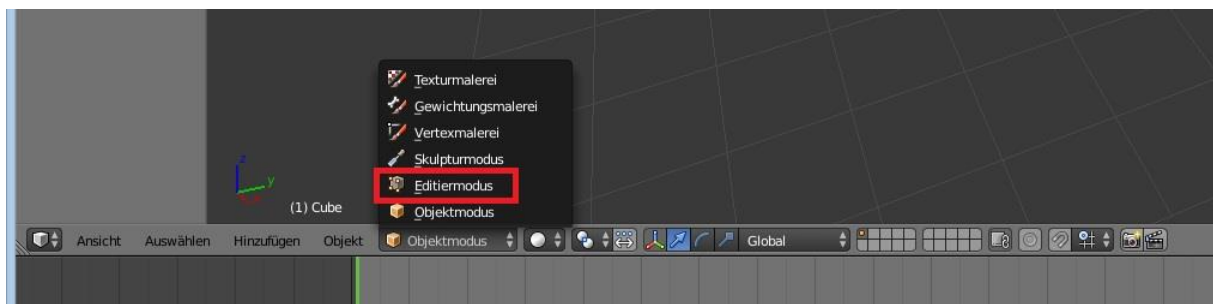 Texturmalerei
Gewichtungsmalerei
Vertexmalerei
Skulpturmodus
z
Editiermodus
y
(1) Cube
Objektmodus
Ansicht Auswählen Hinzufügen Objekt Objektmodus Global